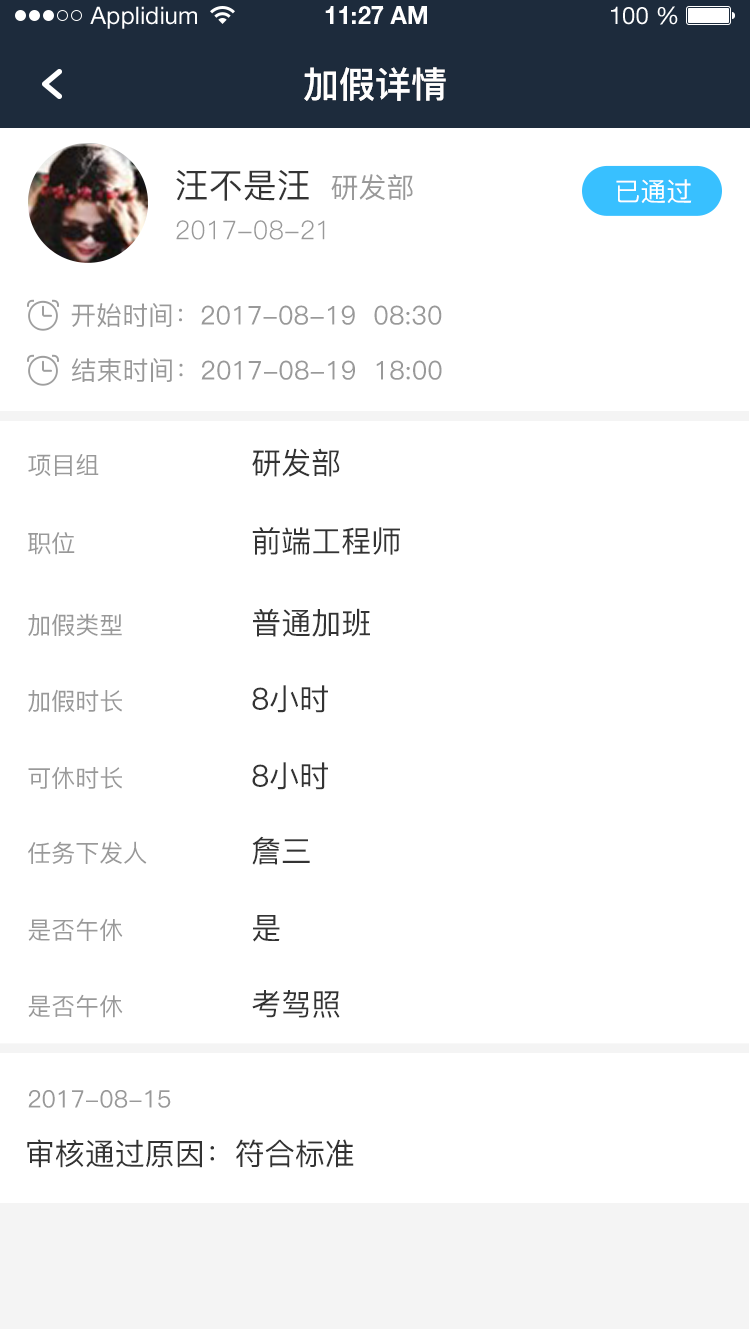 Applidium 11:27 AM 100 %
加假详情
汪不是汪 研发部 已通过
2017-08-21
开始时间：2017-08-19 08:30
结束时间：2017-08-19 18:00
项目组 研发部
职位 前端工程师
加假类型 普通加班
加假时长 8小时
可休时长 8小时
任务下发人 詹三
是否午休 是
是否午休 考驾照
2017-08-15
审核通过原因：符合标准